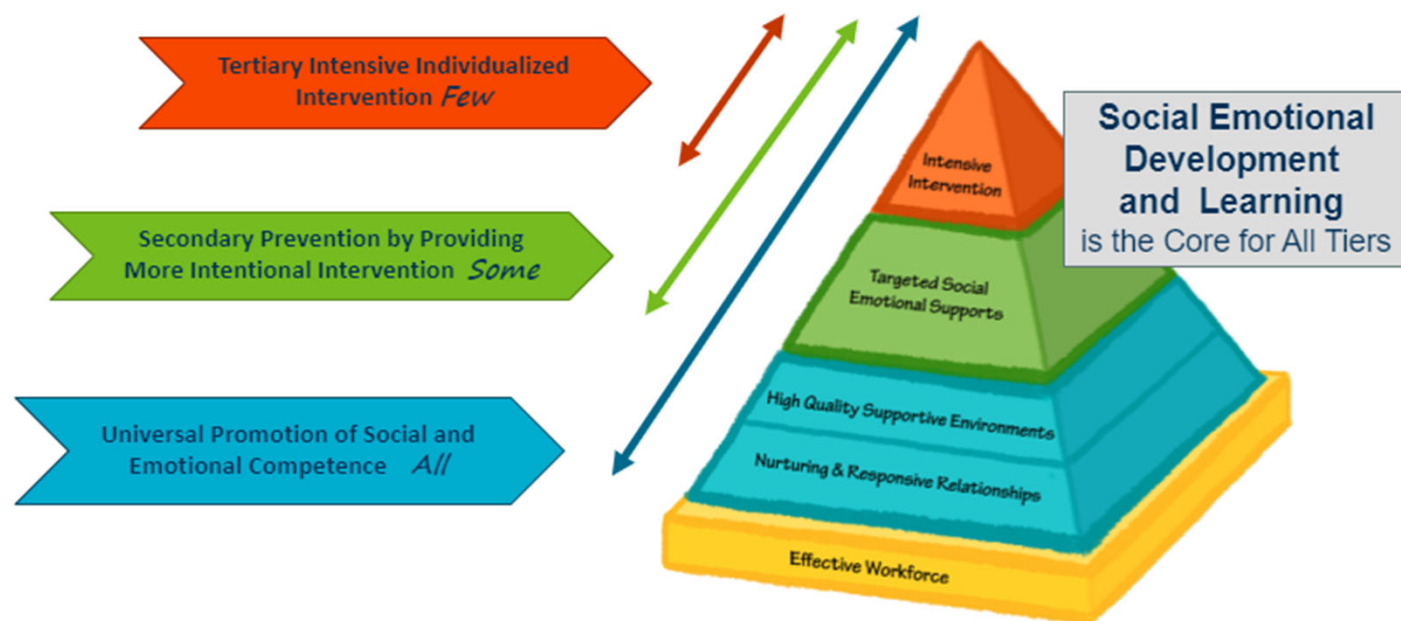 Tertiary Intensive Individualized
Intervention Few
Secondary Prevention by Providing
More Intentional Intervention Some
Universal Promotion of Social and
Emotional Competence All
Intensive
Intervention
Targeted Social
Emotional Supports
High Quality Supportive Environments
Nurturing & Responsive Relationships
Effective Workforce
Social Emotional
Development
and Learning
is the Core for All Tiers